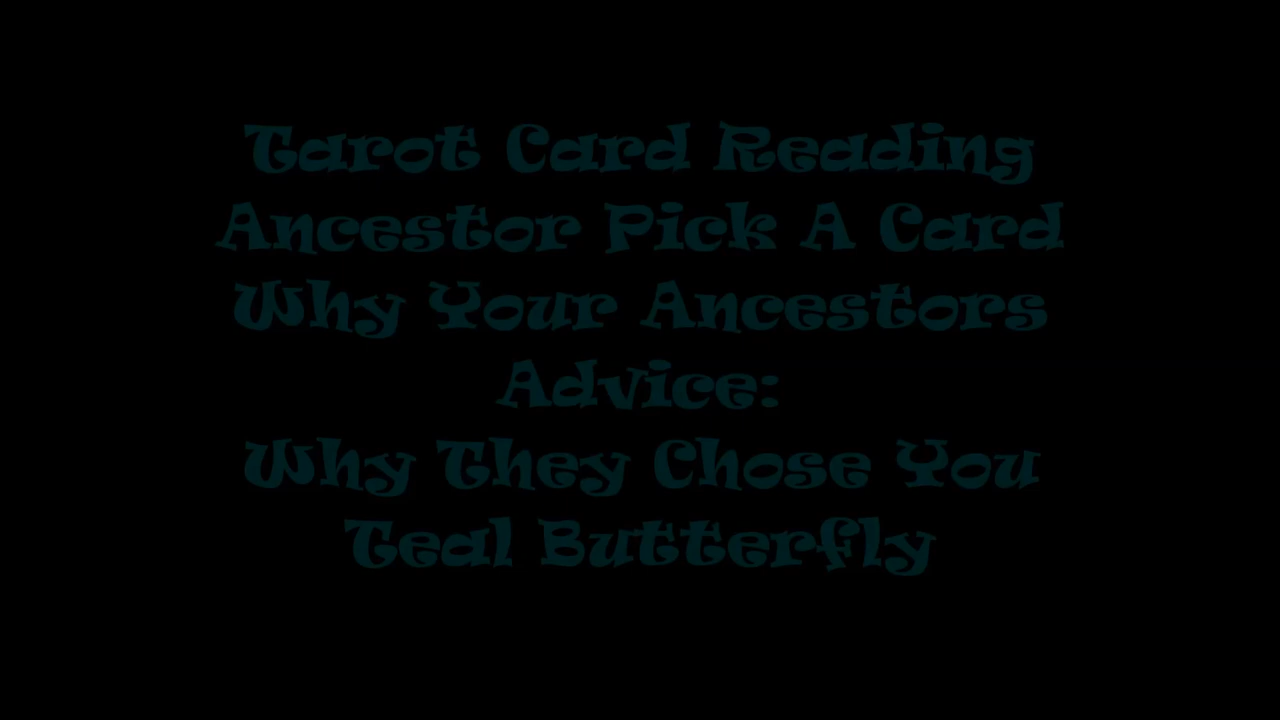 Tarot Card Reading
Ancestor Pick A Card
Why Your Ancestors
Advice:
Why They Chose You
Teal Butterfly